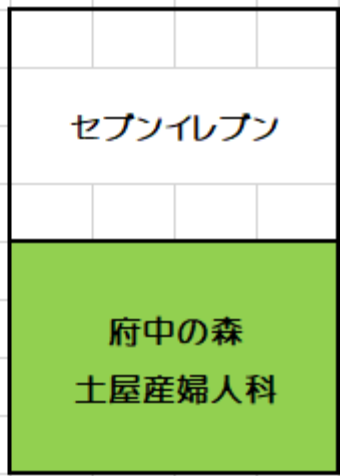 セブンイレブン
府中の森
土屋産婦人科